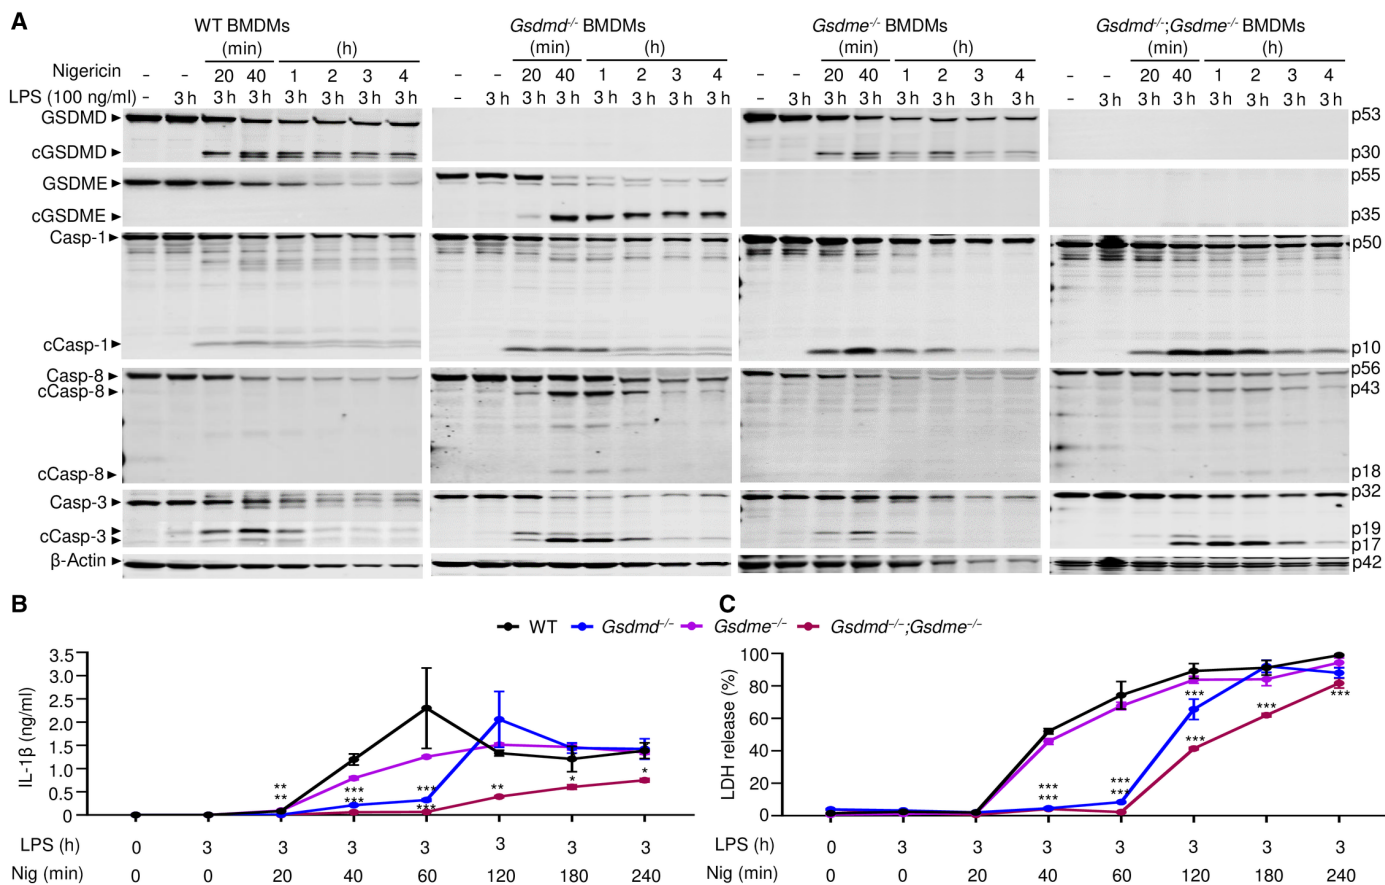 A
WT BMDMs
Gsdmd-/- BMDMs
Gsdme-/- BMDMs
Gsdmd-/-;Gsdme-/- BMDMs
(min) (h) (min) (h) (min) (h) (min) (h)
Nigericin – – 20 40 1 2 3 4 – – 20 40 1 2 3 4 – – 20 40 1 2 3 4 – – 20 40 1 2 3 4
LPS (100 ng/ml) – 3 h 3 h 3 h 3 h 3 h 3 h 3 h – 3 h 3 h 3 h 3 h 3 h 3 h 3 h – 3 h 3 h 3 h 3 h 3 h 3 h 3 h – 3 h 3 h 3 h 3 h 3 h 3 h 3 h
GSDMD p53
cGSDMD p30
GSDME p55
cGSDME p35
Casp-1 p50
cCasp-1 p10
Casp-8 p56
cCasp-8 p43
cCasp-8 p18
Casp-3 p32
cCasp-3 p19
p17
β-Actin p42
B
C
WT Gsdmd-/- Gsdme-/- Gsdmd-/-;Gsdme-/-
IL-1β (ng/ml)
3.5
3.0
2.5
2.0
1.5
1.0
0.5
0
** *** *** ** * *
** *** ***
LPS (h) 0 3 3 3 3 3 3 3
Nig (min) 0 0 20 40 60 120 180 240
LDH release (%)
100
80
60
40
20
0
*** *** *** *** ***
*** *** ***
LPS (h) 0 3 3 3 3 3 3 3
Nig (min) 0 0 20 40 60 120 180 240